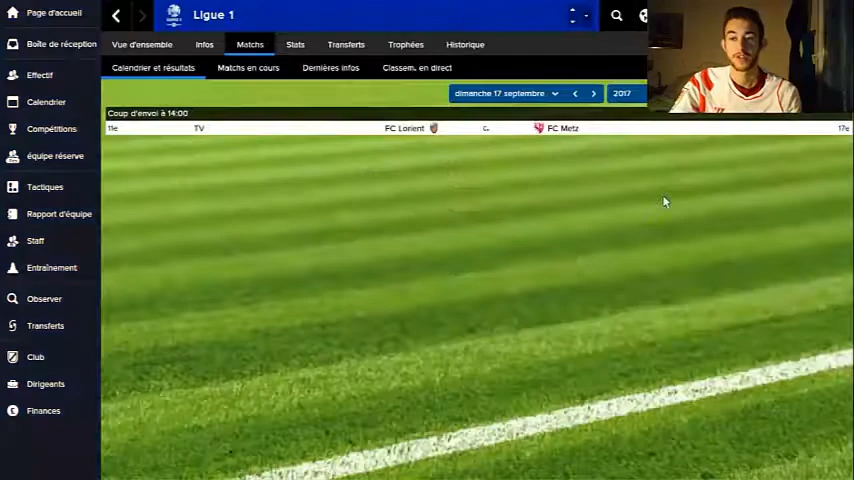 Page d'accueil
Ligue 1
Boîte de réception
Vue d'ensemble Infos Matchs Stats Transferts Trophées Historique
Calendrier et résultats Matchs en cours Dernières infos Classem. en direct
Effectif
dimanche 17 septembre 2017
Calendrier
Coup d'envoi à 14:00
Compétitions
11e TV FC Lorient c. FC Metz 17e
équipe réserve
Tactiques
Rapport d'équipe
Staff
Entraînement
Observer
Transferts
Club
Dirigeants
Finances